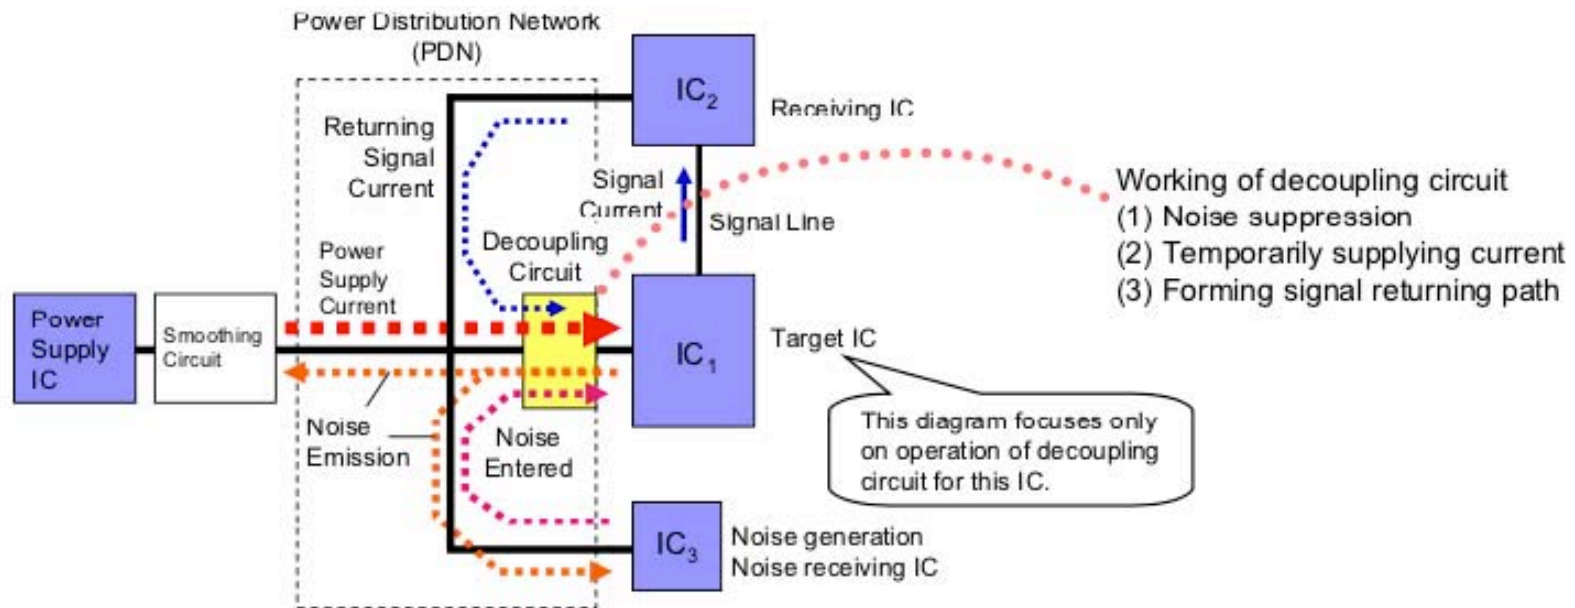 Power Distribution Network
(PDN)
IC2
Receiving IC
Returning
Signal
Current
Signal
Current
Signal Line
Working of decoupling circuit
(1) Noise suppression
(2) Temporarily supplying current
(3) Forming signal returning path
Power
Supply
Current
Decoupling
Circuit
Power
Supply
IC
Smoothing
Circuit
IC1
Target IC
This diagram focuses only
on operation of decoupling
circuit for this IC.
Noise
Emission
Noise
Entered
IC3
Noise generation
Noise receiving IC